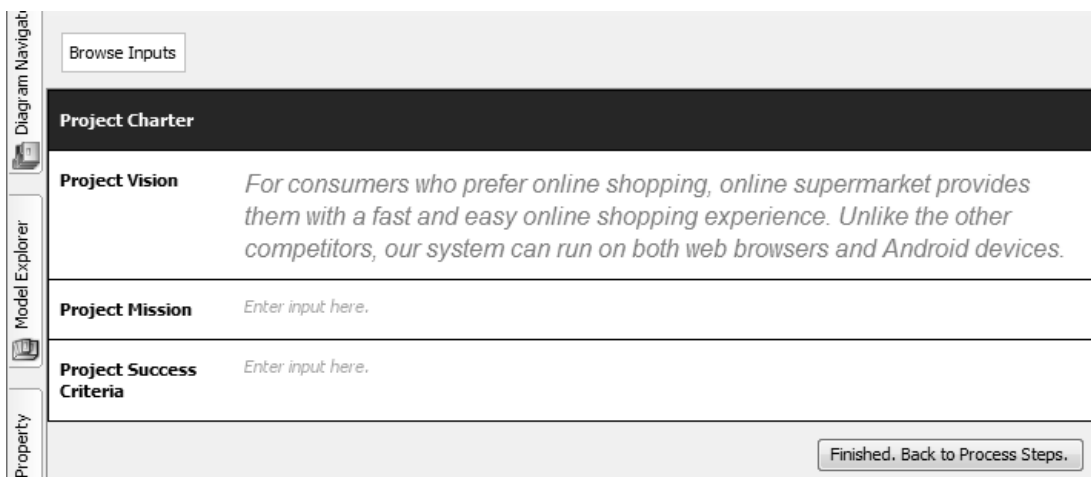 Diagram Navigat
Browse Inputs
Project Charter
Project Vision
For consumers who prefer online shopping, online supermarket provides
them with a fast and easy online shopping experience. Unlike the other
competitors, our system can run on both web browsers and Android devices.
Model Explorer
Project Mission
Enter input here.
Project Success
Criteria
Enter input here.
Property
Finished. Back to Process Steps.